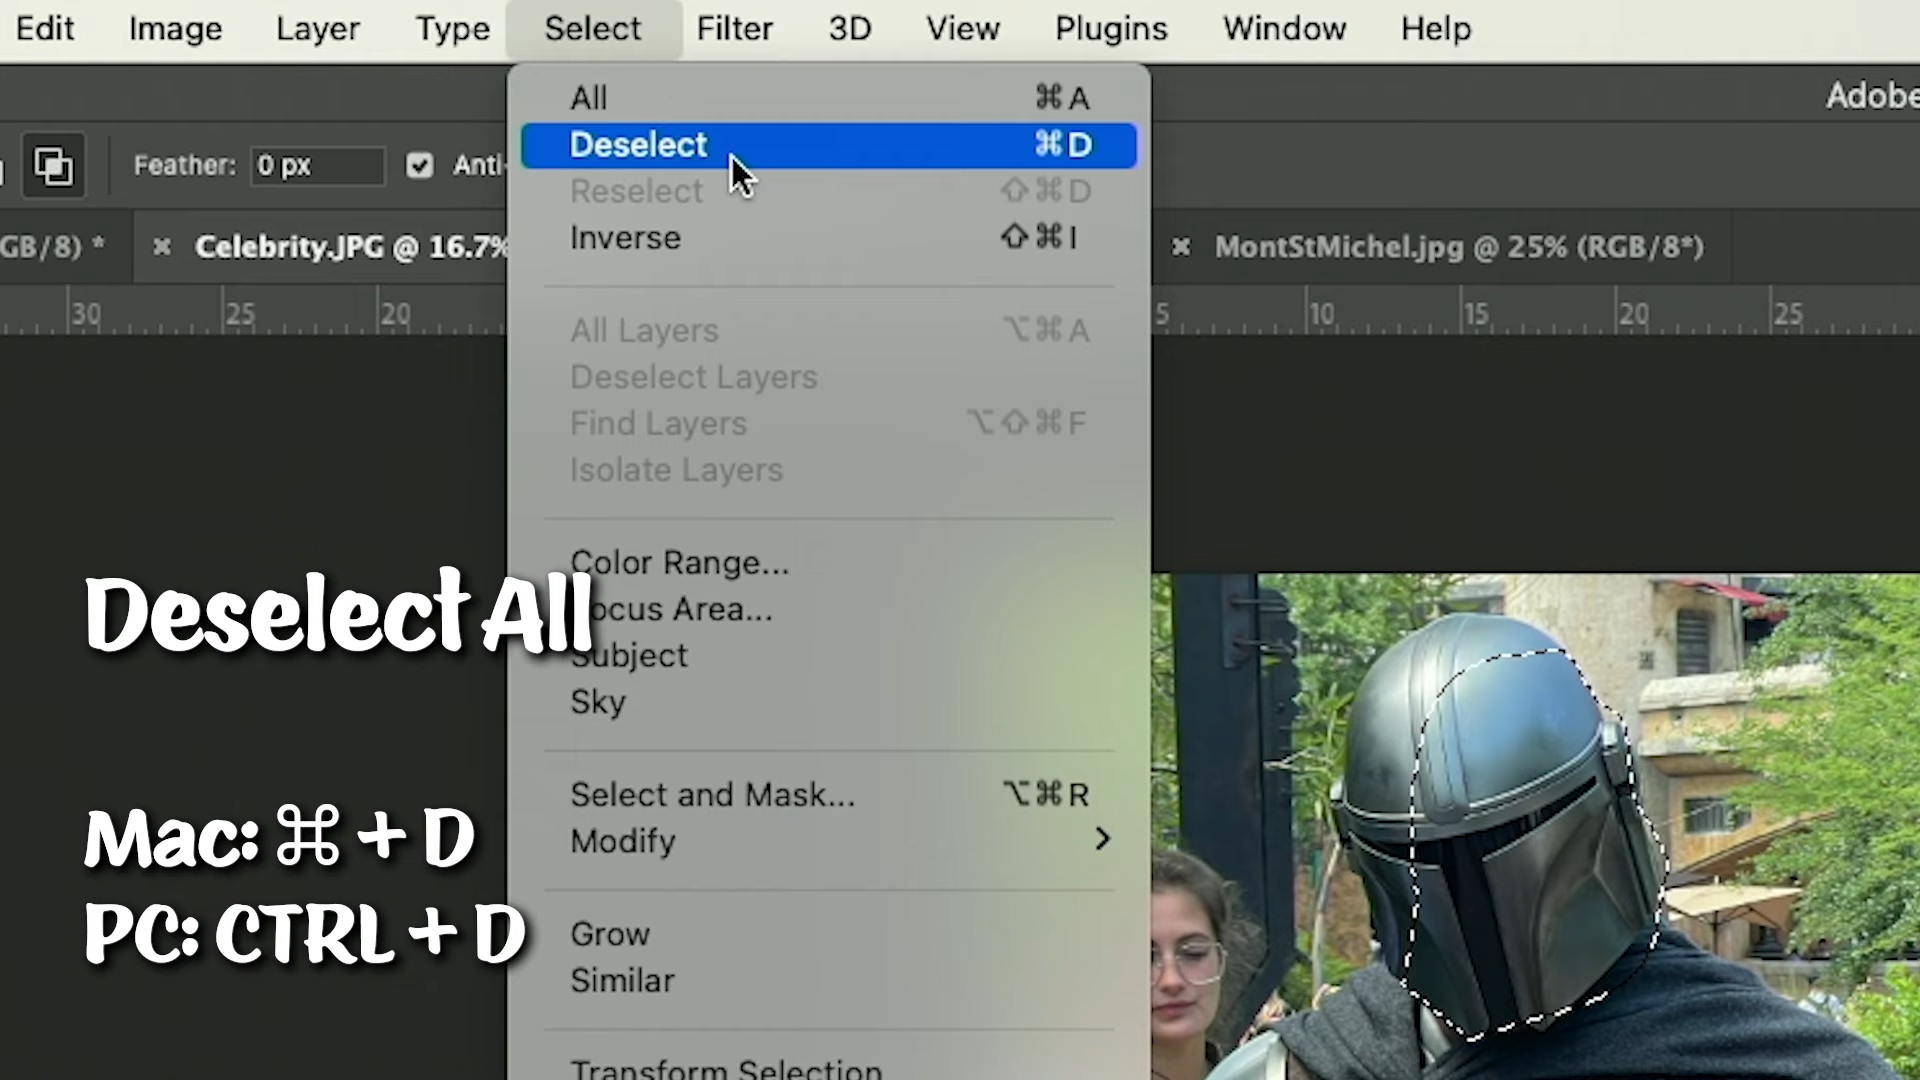 Edit Image Layer Type Select Filter 3D View Plugins Window Help
Adobe
Feather: 0 px Anti-
GB/8) * × Celebrity.JPG @ 16.7% × MontStMichel.jpg @ 25% (RGB/8*)
30 25 20 5 10 15 20 25
All ⌘A
Deselect ⌘D
Reselect ⇧⌘D
Inverse ⇧⌘I
All Layers ⌥⌘A
Deselect Layers
Find Layers ⌥⇧⌘F
Isolate Layers
Color Range...
ocus Area...
Subject
Sky
Select and Mask... ⌥⌘R
Modify
Grow
Similar
Transform Selection
Deselect All
Mac: ⌘ + D
PC: CTRL + D